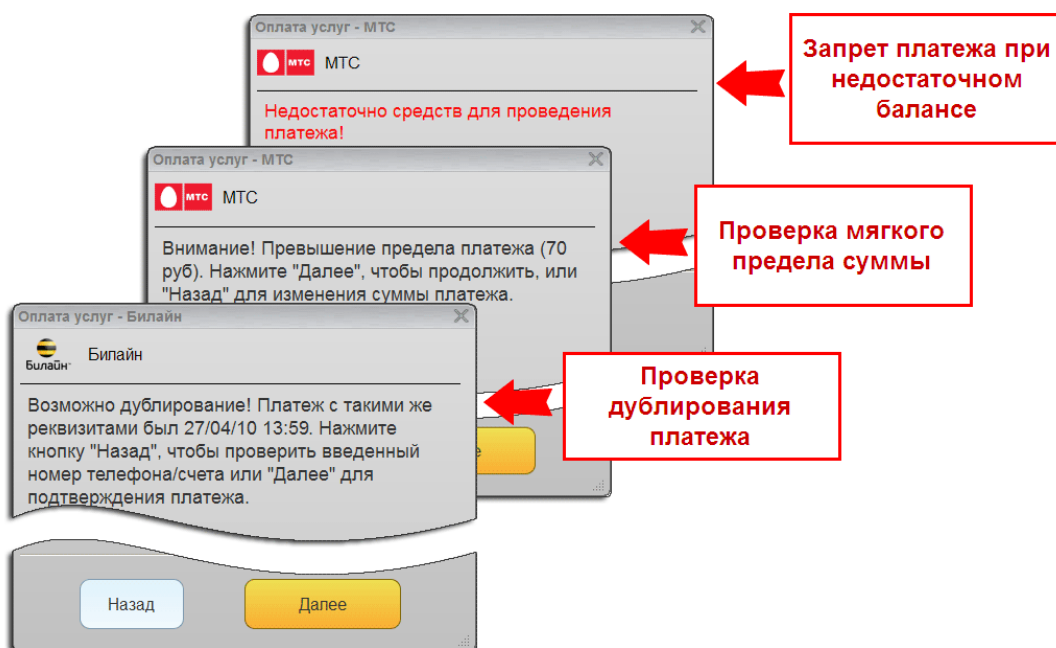 Оплата услуг - МТС
мтс МТС
Недостаточно средств для проведения
платежа!
Запрет платежа при
недостаточном
балансе
Оплата услуг - МТС
мтс МТС
Внимание! Превышение предела платежа (70
руб). Нажмите "Далее", чтобы продолжить, или
"Назад" для изменения суммы платежа.
Проверка мягкого
предела суммы
Оплата услуг - Билайн
Билайн Билайн
Возможно дублирование! Платеж с такими же
реквизитами был 27/04/10 13:59. Нажмите
кнопку "Назад", чтобы проверить введенный
номер телефона/счета или "Далее" для
подтверждения платежа.
Проверка
дублирования
платежа
Назад
Далее